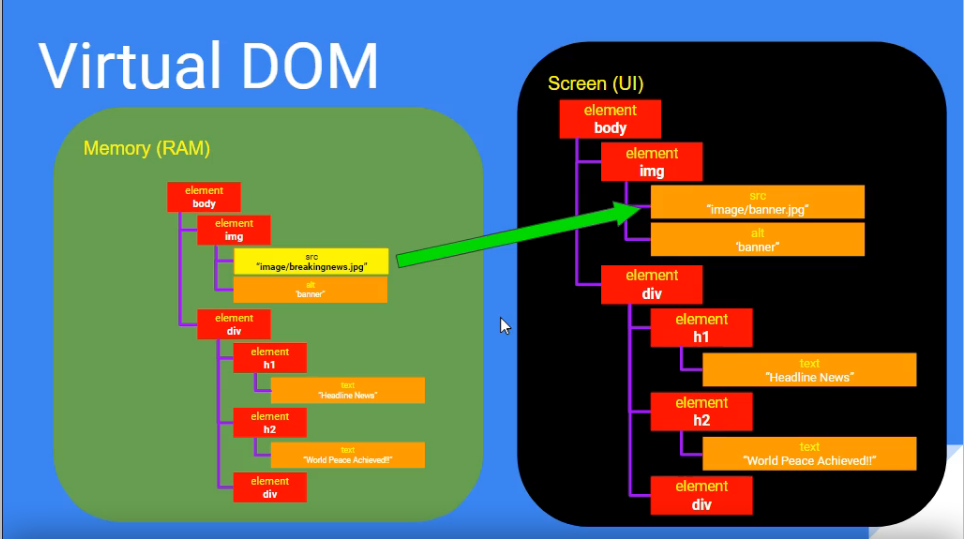 Virtual DOM
Memory (RAM)
element
body
element
img
src
"image/breakingnews.jpg"
alt
"banner"
element
div
element
h1
text
"Headline News"
element
h2
text
"World Peace Achieved!!"
element
div
Screen (UI)
element
body
element
img
src
"image/banner.jpg"
alt
"banner"
element
div
element
h1
text
"Headline News"
element
h2
text
"World Peace Achieved!!"
element
div